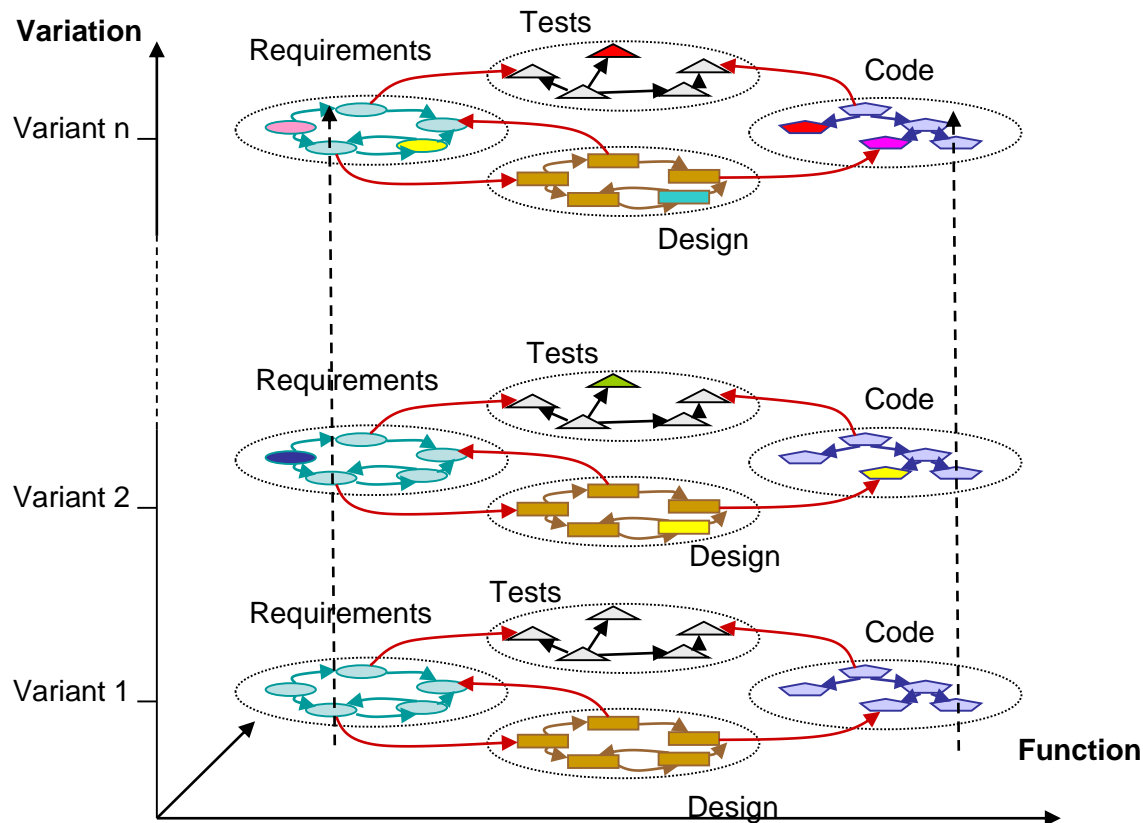 Variation
Tests
Requirements
Code
Variant n
Design
Tests
Requirements
Code
Variant 2
Design
Tests
Requirements
Code
Variant 1
Function
Design